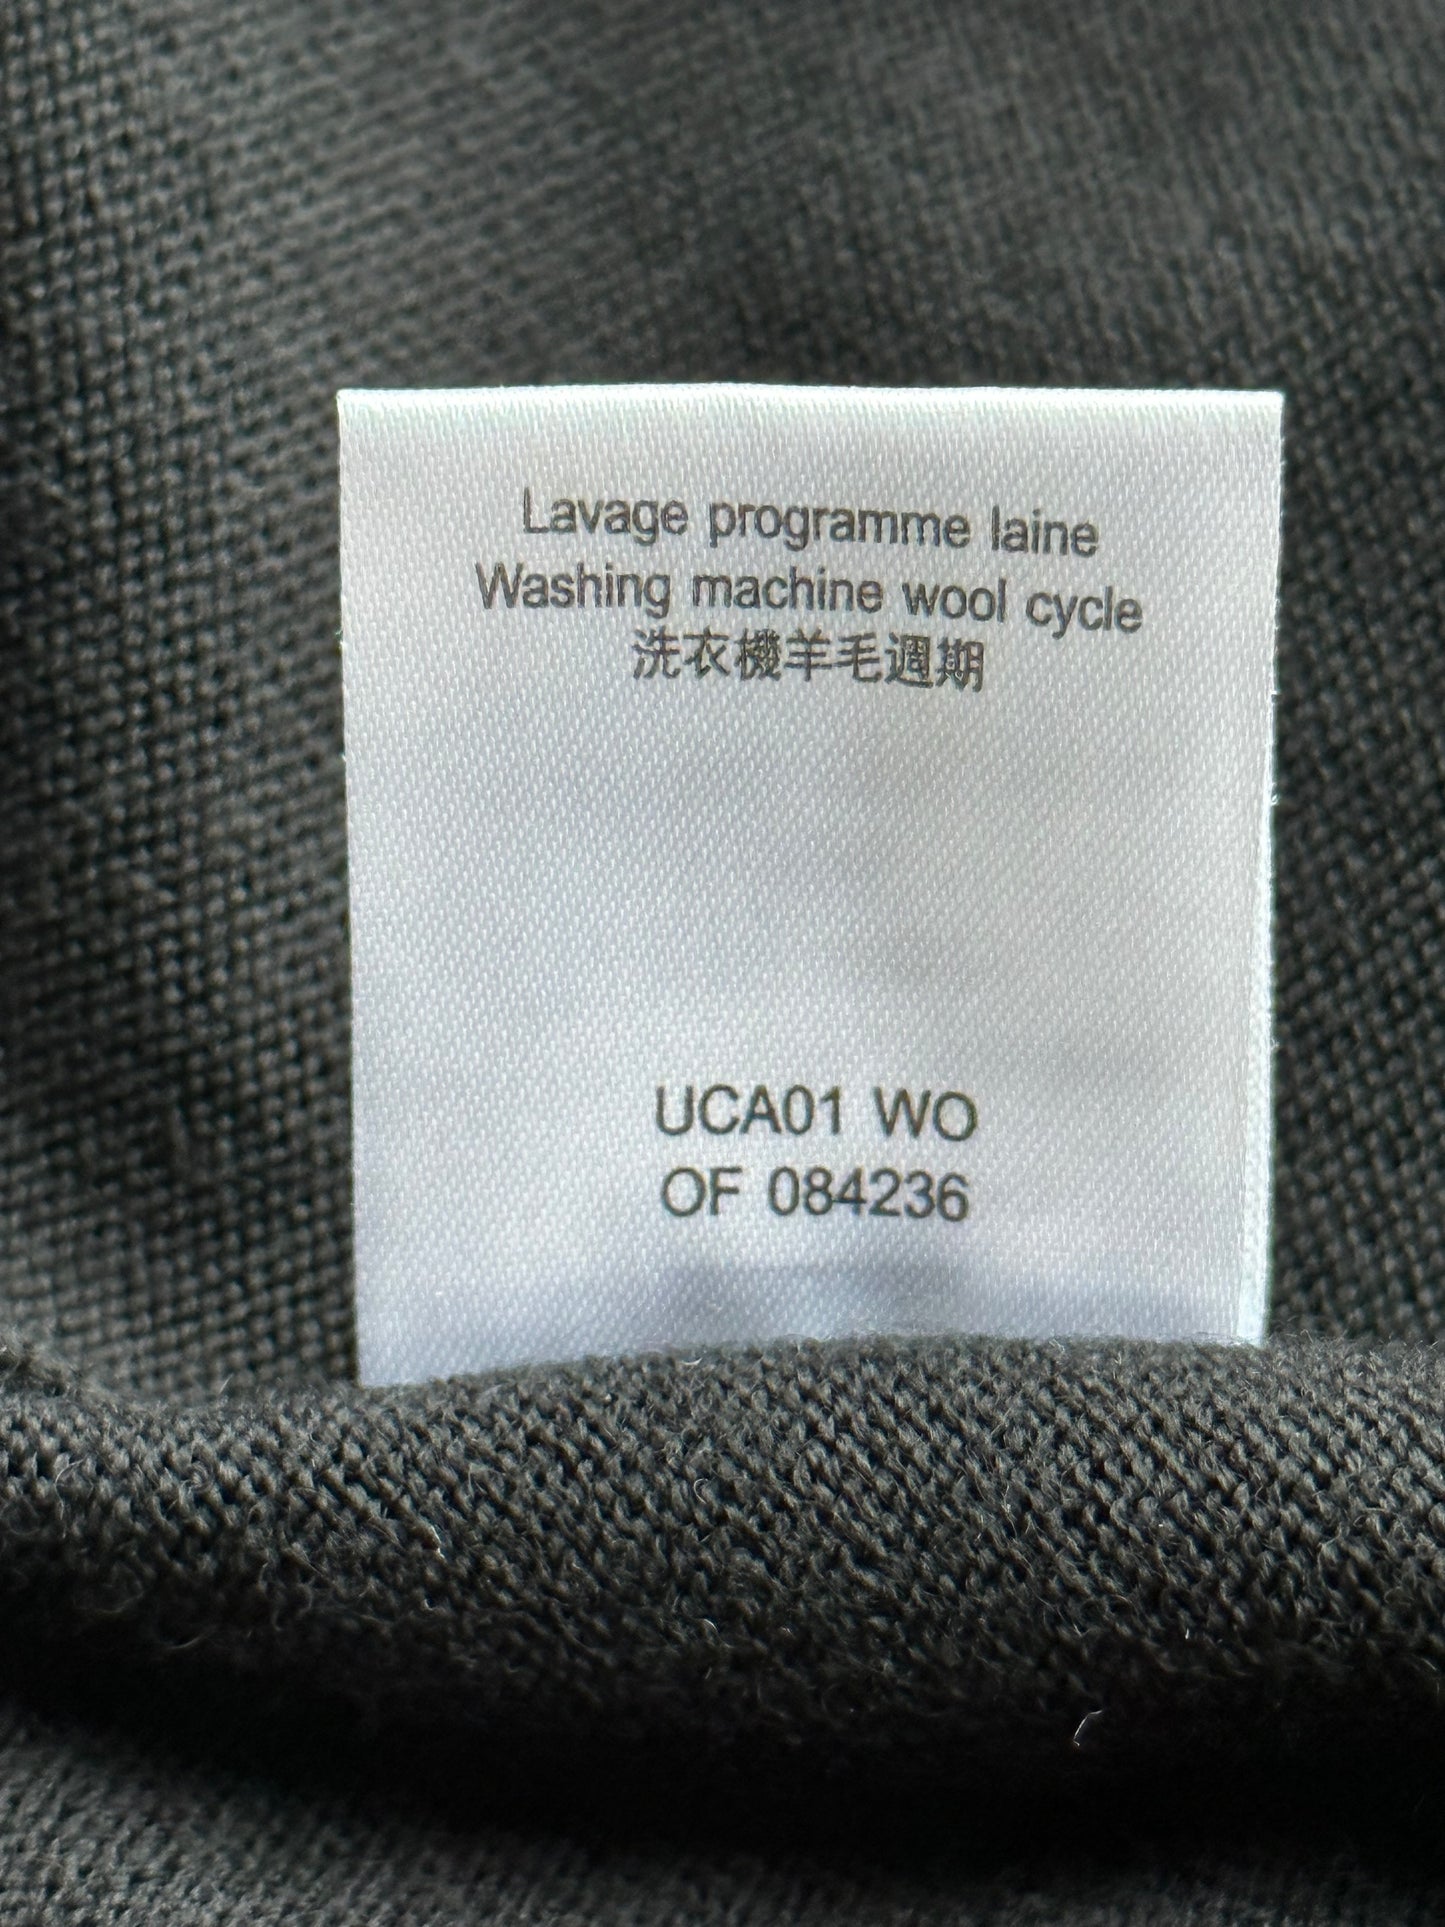 Lavage programme laine
Washing machine wool cycle
洗衣機羊毛週期
UCA01 WO
OF 084236